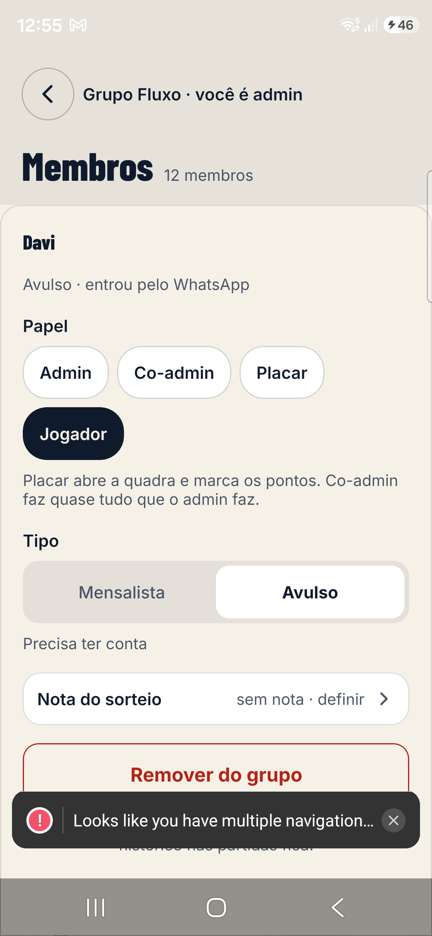 12:55 46
Grupo Fluxo · você é admin
Membros 12 membros
Davi
Avulso · entrou pelo WhatsApp
Papel
Admin Co-admin Placar
Jogador
Placar abre a quadra e marca os pontos. Co-admin
faz quase tudo que o admin faz.
Tipo
Mensalista Avulso
Precisa ter conta
Nota do sorteio sem nota · definir
Remover do grupo
Looks like you have multiple navigation...